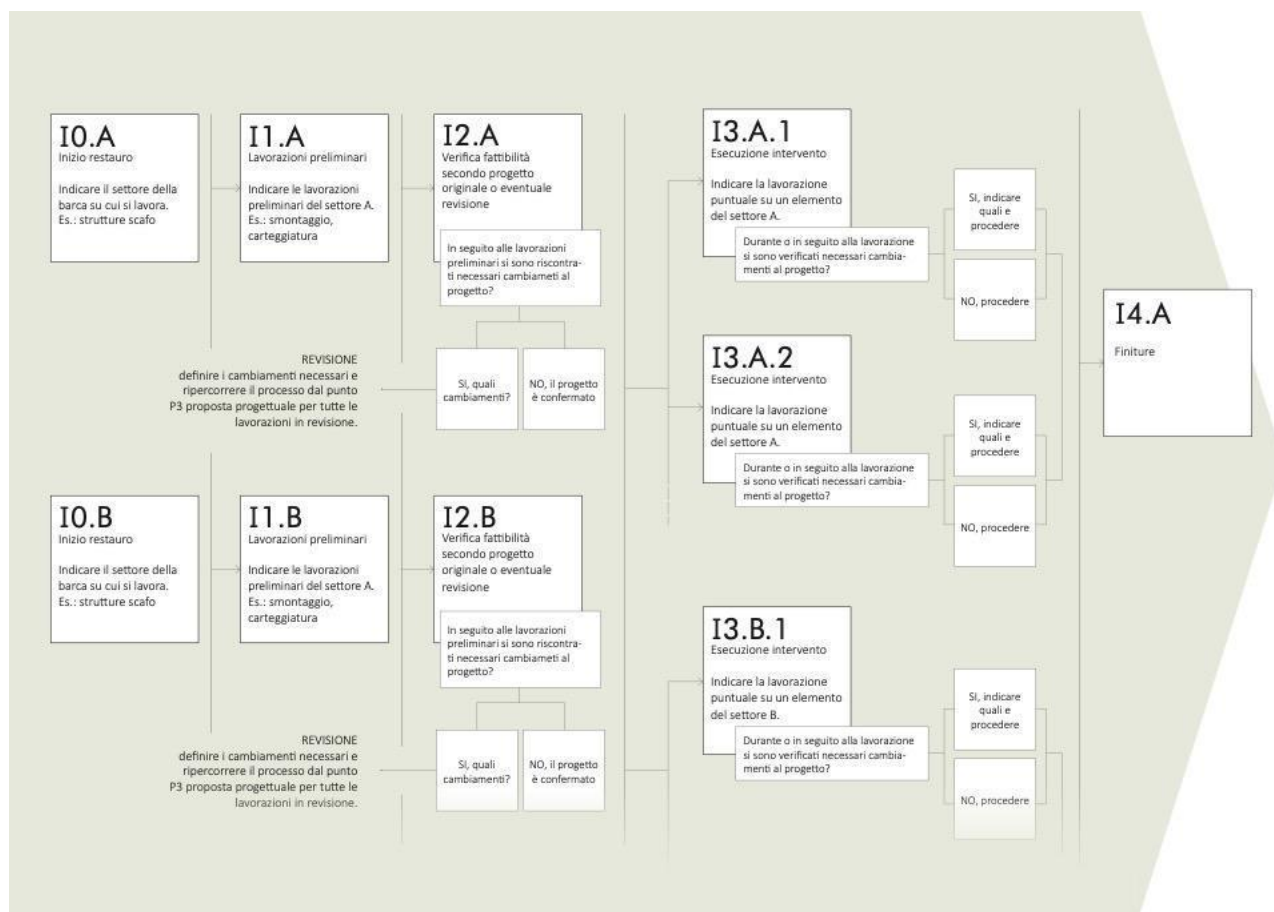 I0.A
Inizio restauro
Indicare il settore della
barca su cui si lavora.
Es.: strutture scafo
I1.A
Lavorazioni preliminari
Indicare le lavorazioni
preliminari del settore A.
Es.: smontaggio,
carteggiatura
I2.A
Verifica fattibilità
secondo progetto
originale o eventuale
revisione
In seguito alle lavorazioni
preliminari si sono riscontra-
ti necessari cambiameti al
progetto?
SI, quali
cambiamenti?
NO, il progetto
è confermato
REVISIONE
definire i cambiamenti necessari e
ripercorrere il processo dal punto
P3 proposta progettuale per tutte le
lavorazioni in revisione.
I3.A.1
Esecuzione intervento
Indicare la lavorazione
puntuale su un elemento
del settore A.
Durante o in seguito alla lavorazione
si sono verificati necessari cambia-
menti al progetto?
SI, indicare
quali e
procedere
NO, procedere
I3.A.2
Esecuzione intervento
Indicare la lavorazione
puntuale su un elemento
del settore A.
Durante o in seguito alla lavorazione
si sono verificati necessari cambia-
menti al progetto?
SI, indicare
quali e
procedere
NO, procedere
I4.A
Finiture
I0.B
Inizio restauro
Indicare il settore della
barca su cui si lavora.
Es.: strutture scafo
I1.B
Lavorazioni preliminari
Indicare le lavorazioni
preliminari del settore A.
Es.: smontaggio,
carteggiatura
I2.B
Verifica fattibilità
secondo progetto
originale o eventuale
revisione
In seguito alle lavorazioni
preliminari si sono riscontra-
ti necessari cambiameti al
progetto?
SI, quali
cambiamenti?
NO, il progetto
è confermato
REVISIONE
definire i cambiamenti necessari e
ripercorrere il processo dal punto
P3 proposta progettuale per tutte le
lavorazioni in revisione.
I3.B.1
Esecuzione intervento
Indicare la lavorazione
puntuale su un elemento
del settore B.
Durante o in seguito alla lavorazione
si sono verificati necessari cambia-
menti al progetto?
SI, indicare
quali e
procedere
NO, procedere